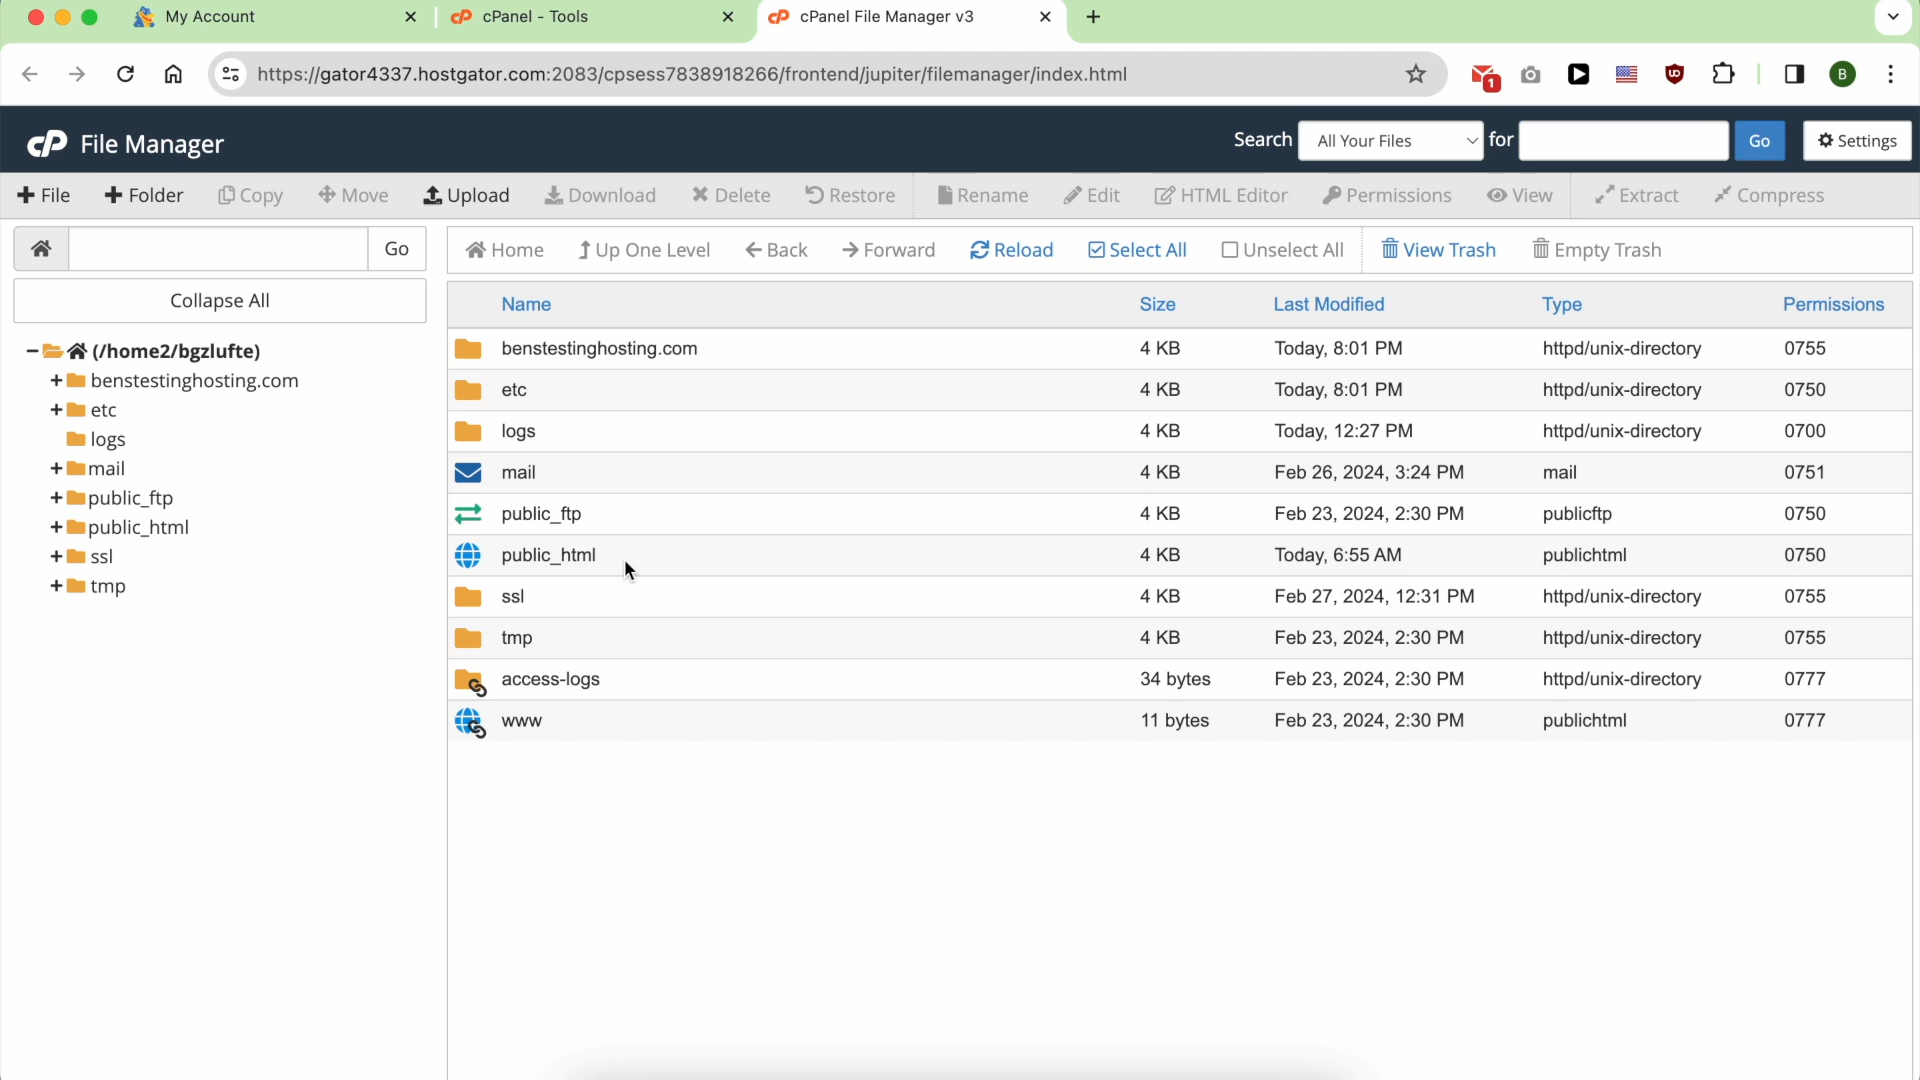 My Account
cPanel - Tools
cPanel File Manager v3
https://gator4337.hostgator.com:2083/cpsess7838918266/frontend/jupiter/filemanager/index.html
1
B
cP File Manager
Search All Your Files for Go Settings
File Folder Copy Move Upload Download Delete Restore Rename Edit HTML Editor Permissions View Extract Compress
Go
Home Up One Level Back Forward Reload Select All Unselect All View Trash Empty Trash
Collapse All
(/home2/bgzlufte)
benstestinghosting.com
etc
logs
mail
public_ftp
public_html
ssl
tmp
Name Size Last Modified Type Permissions
benstestinghosting.com 4 KB Today, 8:01 PM httpd/unix-directory 0755
etc 4 KB Today, 8:01 PM httpd/unix-directory 0750
logs 4 KB Today, 12:27 PM httpd/unix-directory 0700
mail 4 KB Feb 26, 2024, 3:24 PM mail 0751
public_ftp 4 KB Feb 23, 2024, 2:30 PM publicftp 0750
public_html 4 KB Today, 6:55 AM publichtml 0750
ssl 4 KB Feb 27, 2024, 12:31 PM httpd/unix-directory 0755
tmp 4 KB Feb 23, 2024, 2:30 PM httpd/unix-directory 0755
access-logs 34 bytes Feb 23, 2024, 2:30 PM httpd/unix-directory 0777
www 11 bytes Feb 23, 2024, 2:30 PM publichtml 0777